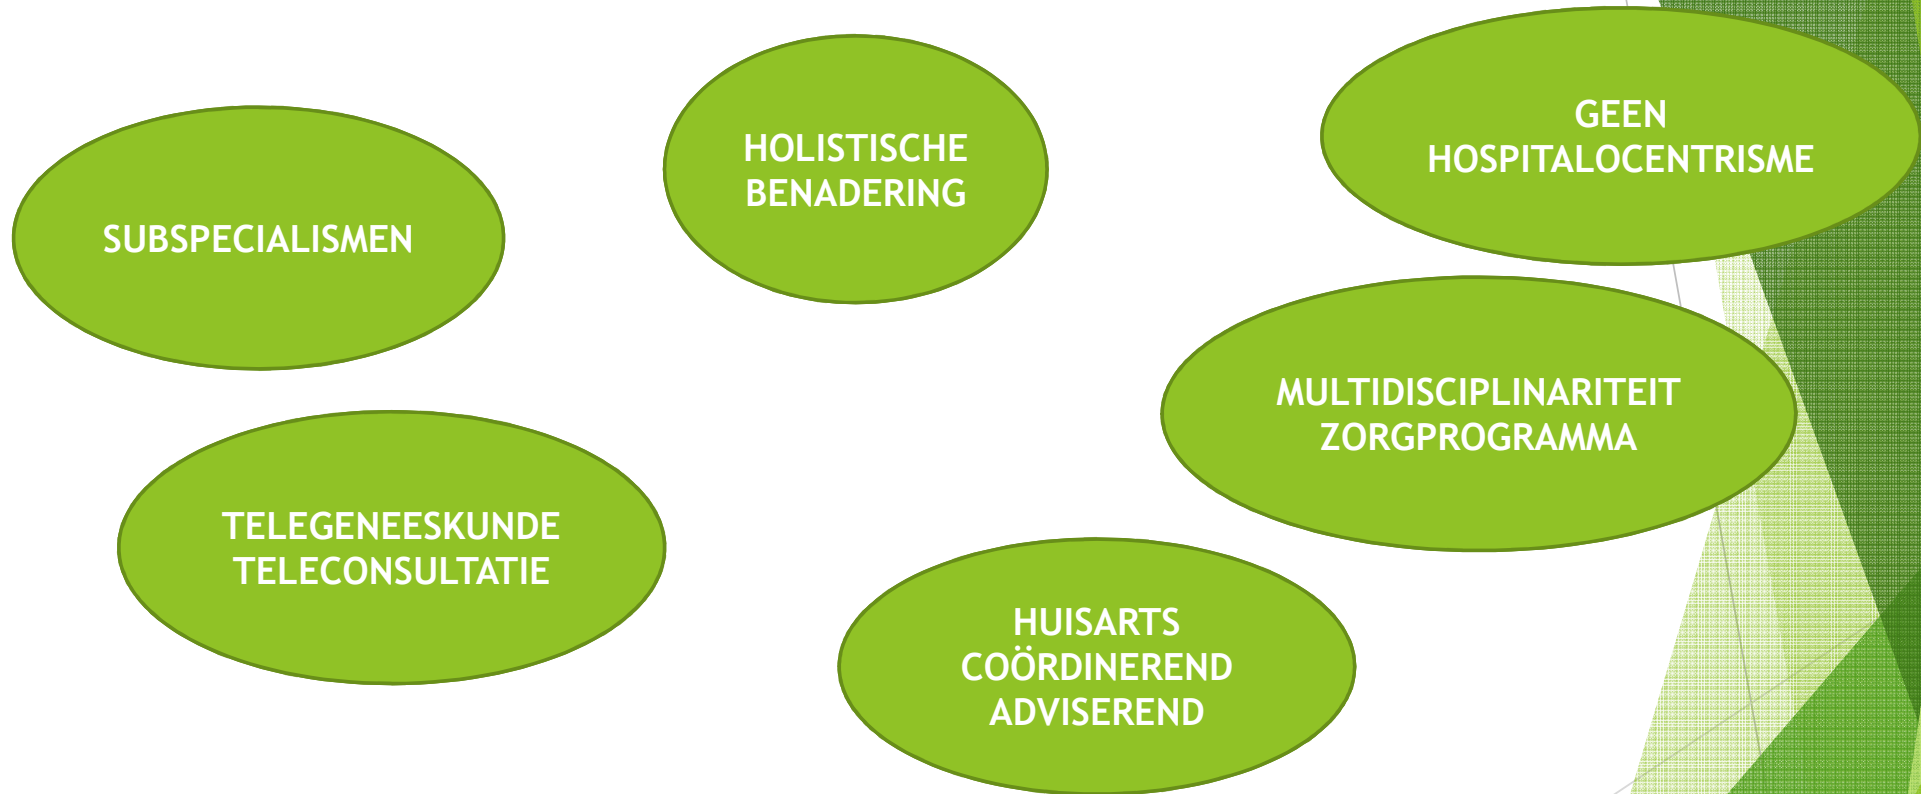 SUBSPECIALISMEN
HOLISTISCHE
BENADERING
GEEN
HOSPITALOCENTRISME
TELEGENEESKUNDE
TELECONSULTATIE
HUISARTS
COÖRDINEREND
ADVISEREND
MULTIDISCIPLINARITEIT
ZORGPROGRAMMA